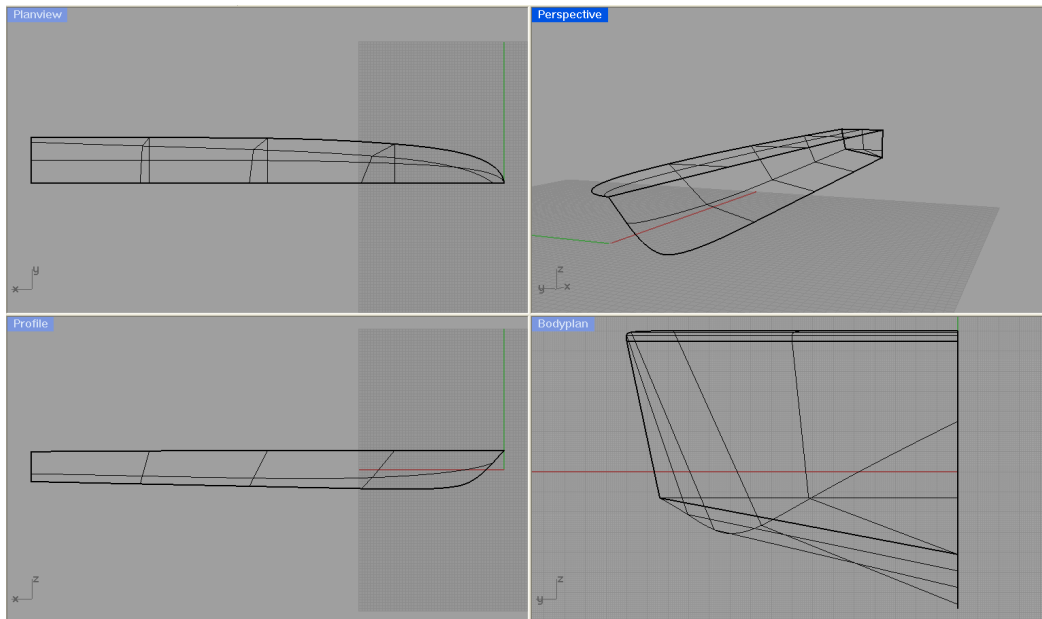 Planview
Perspective
y
x
z
y
x
Profile
Bodyplan
z
x
z
y